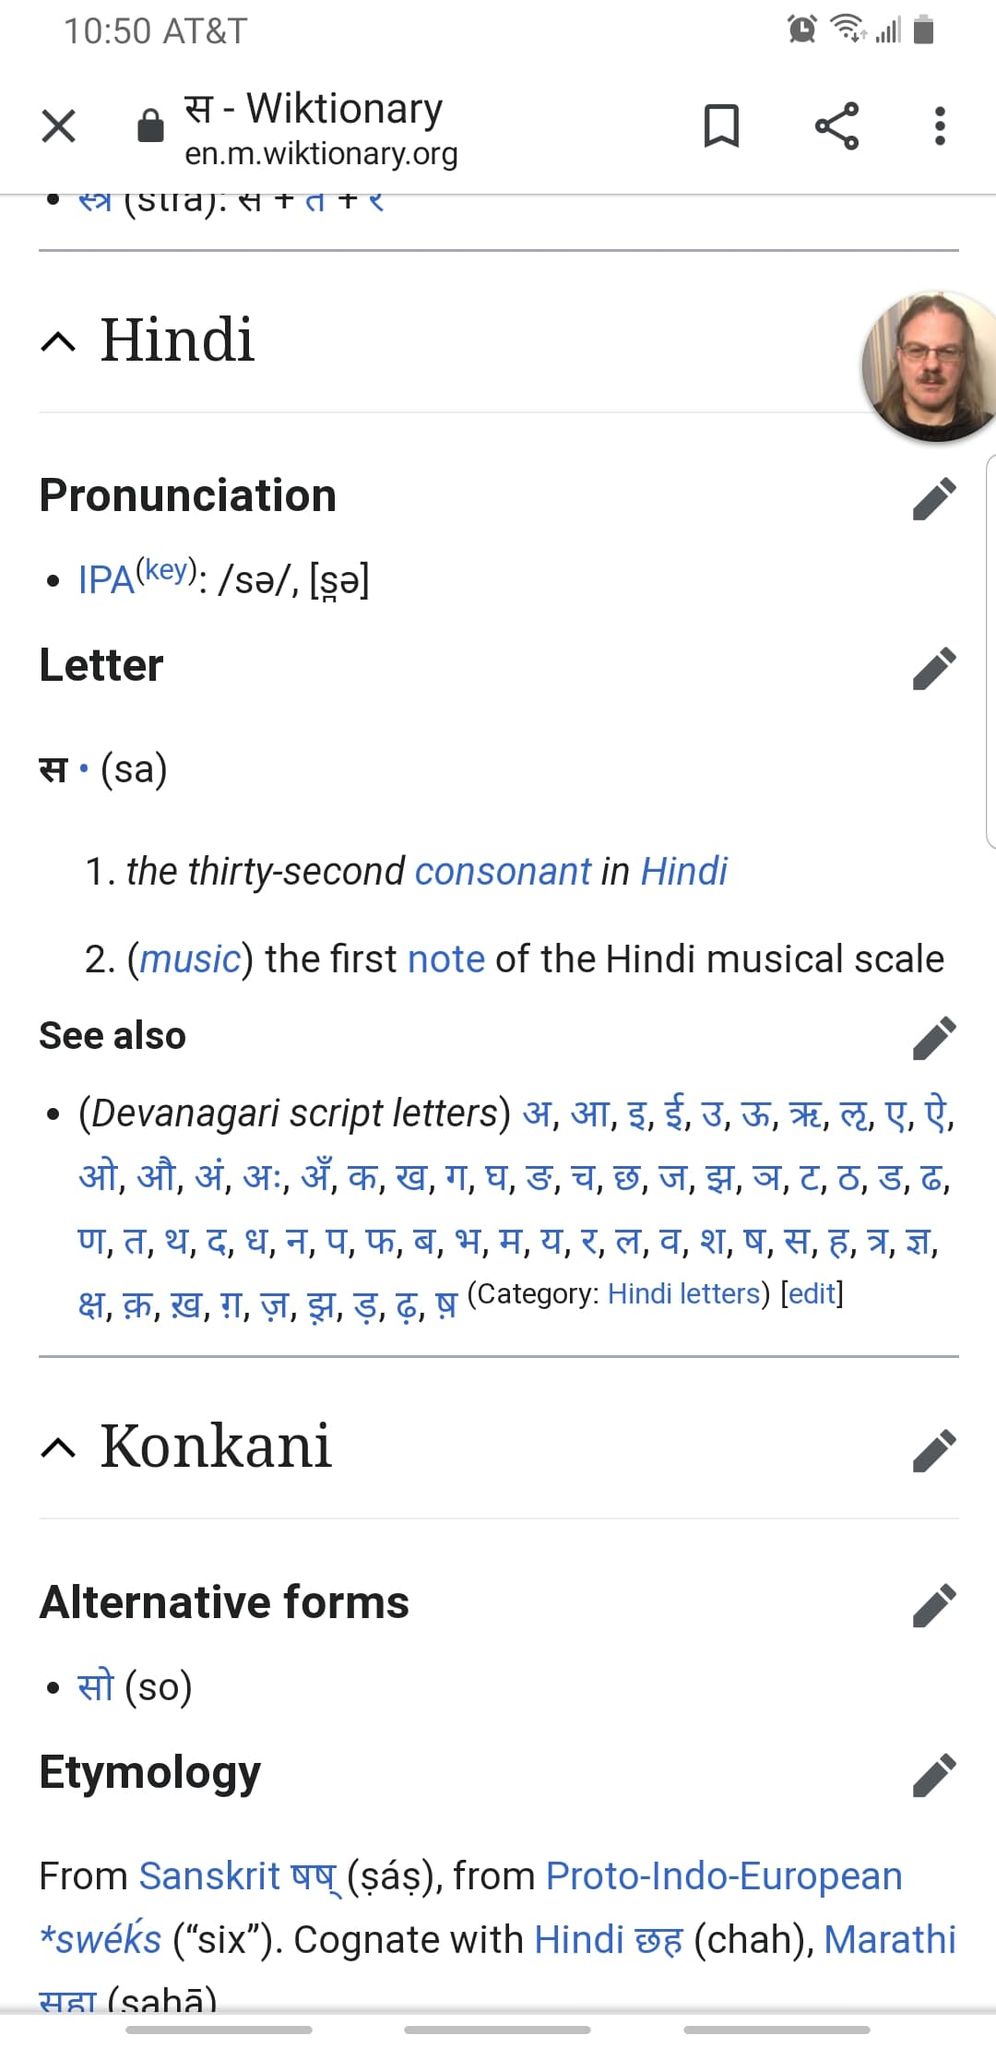 10:50 AT&T
स - Wiktionary
en.m.wiktionary.org
• स्त्र (stra): स + त + र
Hindi
Pronunciation
• IPA(key): /sə/, [s̪ə]
Letter
स • (sa)
1. the thirty-second consonant in Hindi
2. (music) the first note of the Hindi musical scale
See also
• (Devanagari script letters) अ, आ, इ, ई, उ, ऊ, ऋ, ऌ, ए, ऐ,
ओ, औ, अं, अः, अँ, क, ख, ग, घ, ङ, च, छ, ज, झ, ञ, ट, ठ, ड, ढ,
ण, त, थ, द, ध, न, प, फ, ब, भ, म, य, र, ल, व, श, ष, स, ह, त्र, ज्ञ,
क्ष, क़, ख़, ग़, ज़, झ़, ड़, ढ़, ष़ (Category: Hindi letters) [edit]
Konkani
Alternative forms
• सो (so)
Etymology
From Sanskrit षष् (ṣáṣ), from Proto-Indo-European
*swéḱs (“six”). Cognate with Hindi छह (chah), Marathi
सहा (sahā)